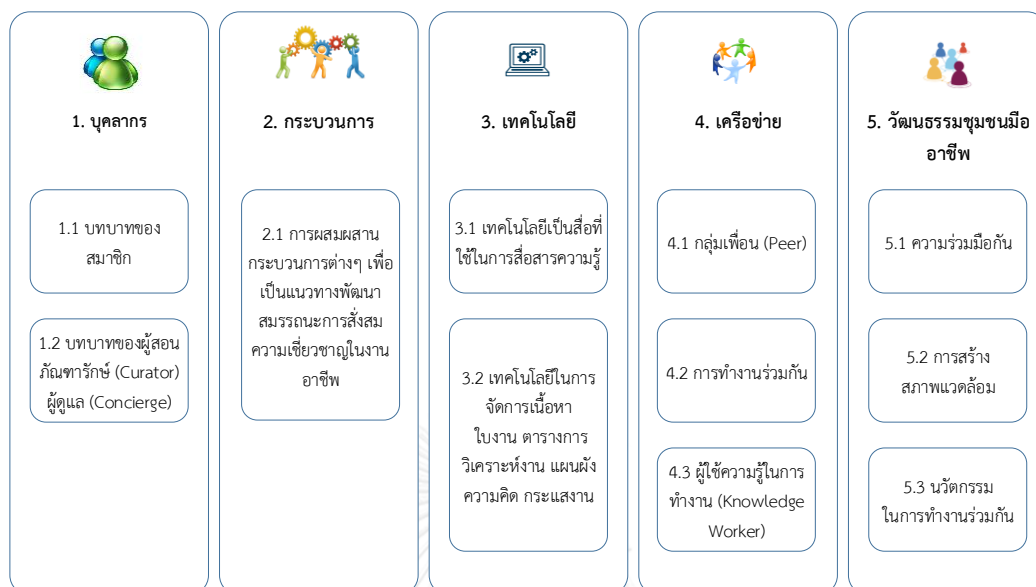 1. บุคลากร
1.1 บทบาทของ
สมาชิก
1.2 บทบาทของผู้สอน
ภัณฑารักษ์ (Curator)
ผู้ดูแล (Concierge)
2. กระบวนการ
2.1 การผสมผสาน
กระบวนการต่างๆ เพื่อ
เป็นแนวทางพัฒนา
สมรรถนะการสั่งสม
ความเชี่ยวชาญในงาน
อาชีพ
3. เทคโนโลยี
3.1 เทคโนโลยีเป็นสื่อที่
ใช้ในการสื่อสารความรู้
3.2 เทคโนโลยีในการ
จัดการเนื้อหา
ใบงาน ตารางการ
วิเคราะห์งาน แผนผัง
ความคิด กระแสงาน
4. เครือข่าย
4.1 กลุ่มเพื่อน (Peer)
4.2 การทำงานร่วมกัน
4.3 ผู้ใช้ความรู้ในการ
ทำงาน (Knowledge
Worker)
5. วัฒนธรรมชุมชนมือ
อาชีพ
5.1 ความร่วมมือกัน
5.2 การสร้าง
สภาพแวดล้อม
5.3 นวัตกรรม
ในการทำงานร่วมกัน